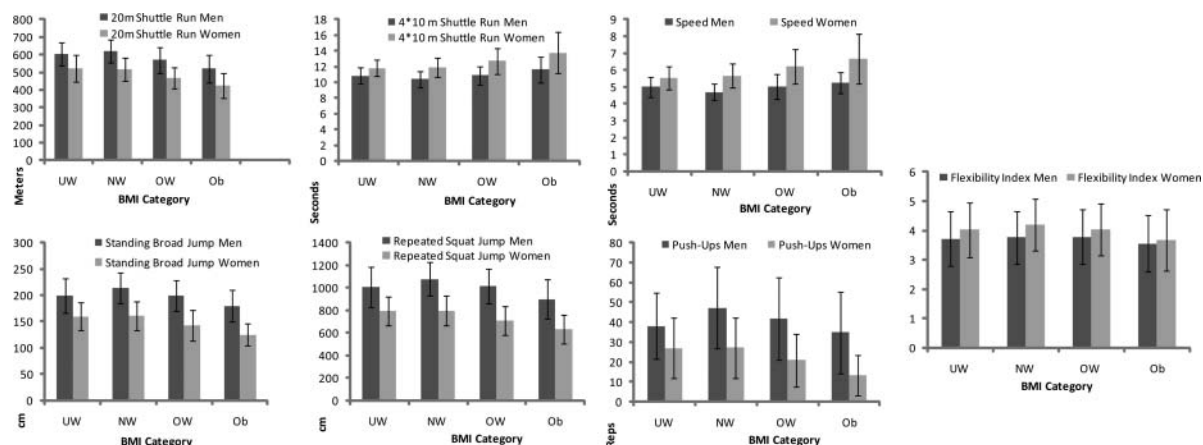 20m Shuttle Run Men
20m Shuttle Run Women
800
700
600
500
400
300
200
100
0
Meters
UW NW OW Ob
BMI Category
4*10 m Shuttle Run Men
4*10 m Shuttle Run Women
18
16
14
12
10
8
6
4
2
0
Seconds
UW NW OW Ob
BMI Category
Speed Men Speed Women
9
8
7
6
5
4
3
2
1
0
Seconds
UW NW OW Ob
BMI Category
Standing Broad Jump Men
Standing Broad Jump Women
300
250
200
150
100
50
0
cm
UW NW OW Ob
BMI Category
Repeated Squat Jump Men
Repeated Squat Jump Women
1400
1200
1000
800
600
400
200
0
cm
UW NW OW Ob
BMI Category
Push-Ups Men Push-Ups Women
80
70
60
50
40
30
20
10
0
Reps
UW NW OW Ob
BMI Category
Flexibility Index Men Flexibility Index Women
6
5
4
3
2
1
0
UW NW OW Ob
BMI Category